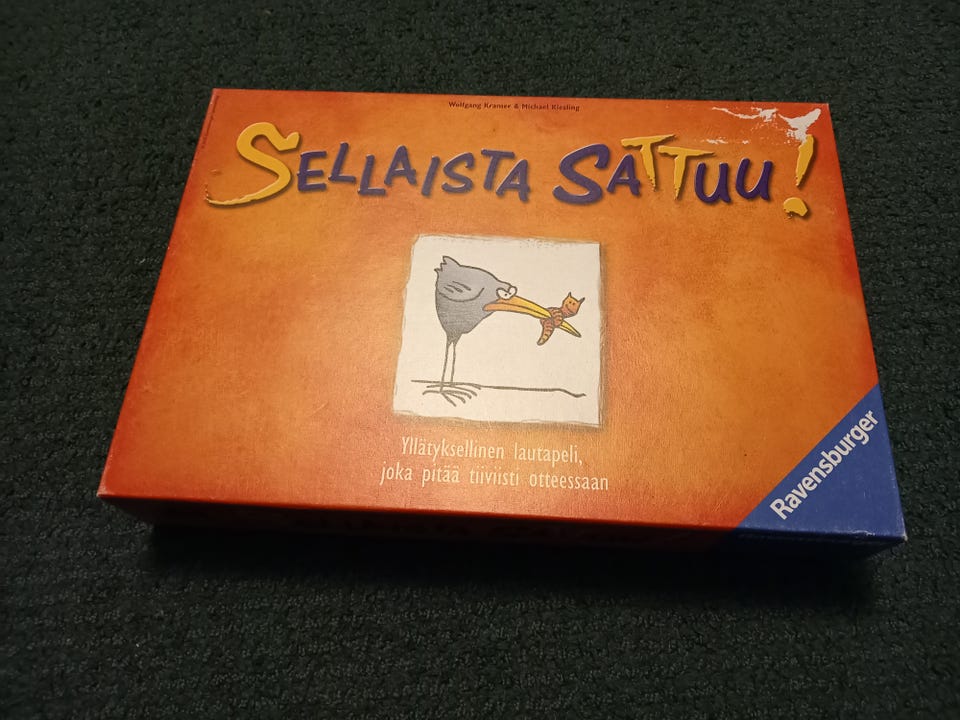 Wolfgang Kramer & Michael Kiesling
SELLAISTA SATTUU!
Yllätyksellinen lautapeli,
joka pitää tiiviisti otteessaan
Ravensburger